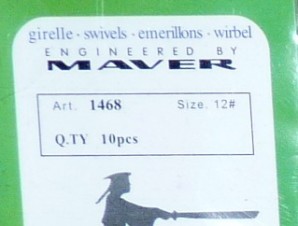 girelle - swivels - emerillons - wirbel
ENGINEERED BY
MAVER
Art. 1468 Size. 12#
Q.TY 10pcs